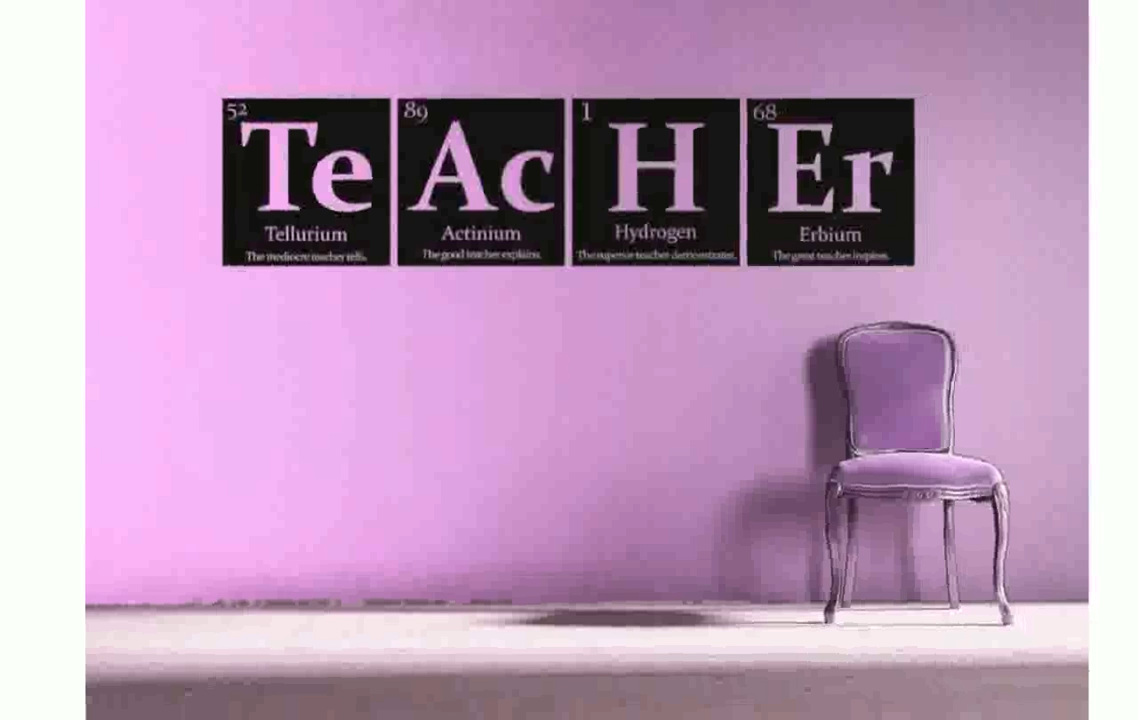 52
Te
Tellurium
The mediocre teacher tells.
89
Ac
Actinium
The good teacher explains.
1
H
Hydrogen
The superior teacher demonstrates.
68
Er
Erbium
The great teacher inspires.